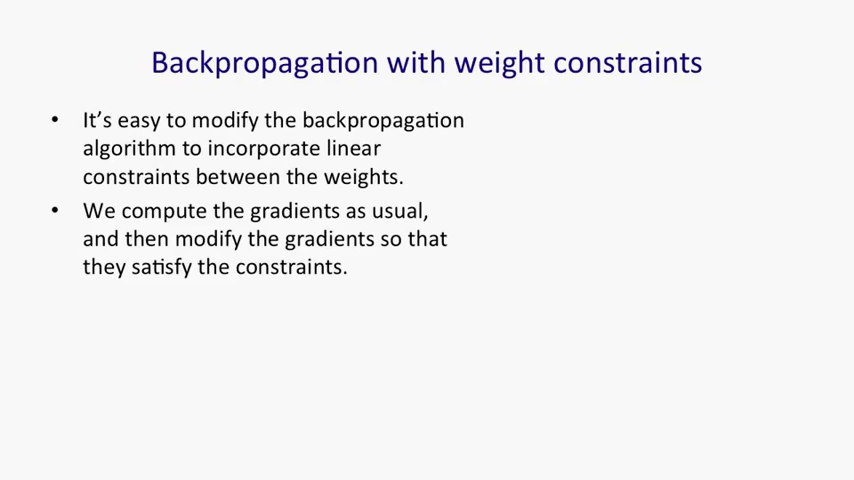 Backpropagation with weight constraints
• It's easy to modify the backpropagation
algorithm to incorporate linear
constraints between the weights.
• We compute the gradients as usual,
and then modify the gradients so that
they satisfy the constraints.